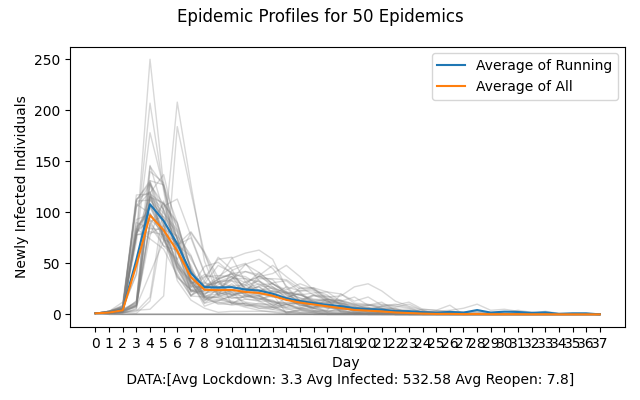 Epidemic Profiles for 50 Epidemics
250
200
150
100
50
0
Newly Infected Individuals
Average of Running
Average of All
0 1 2 3 4 5 6 7 8 9 10 11 12 13 14 15 16 17 18 19 20 21 22 23 24 25 26 27 28 29 30 31 32 33 34 35 36 37
Day
DATA:[Avg Lockdown: 3.3 Avg Infected: 532.58 Avg Reopen: 7.8]